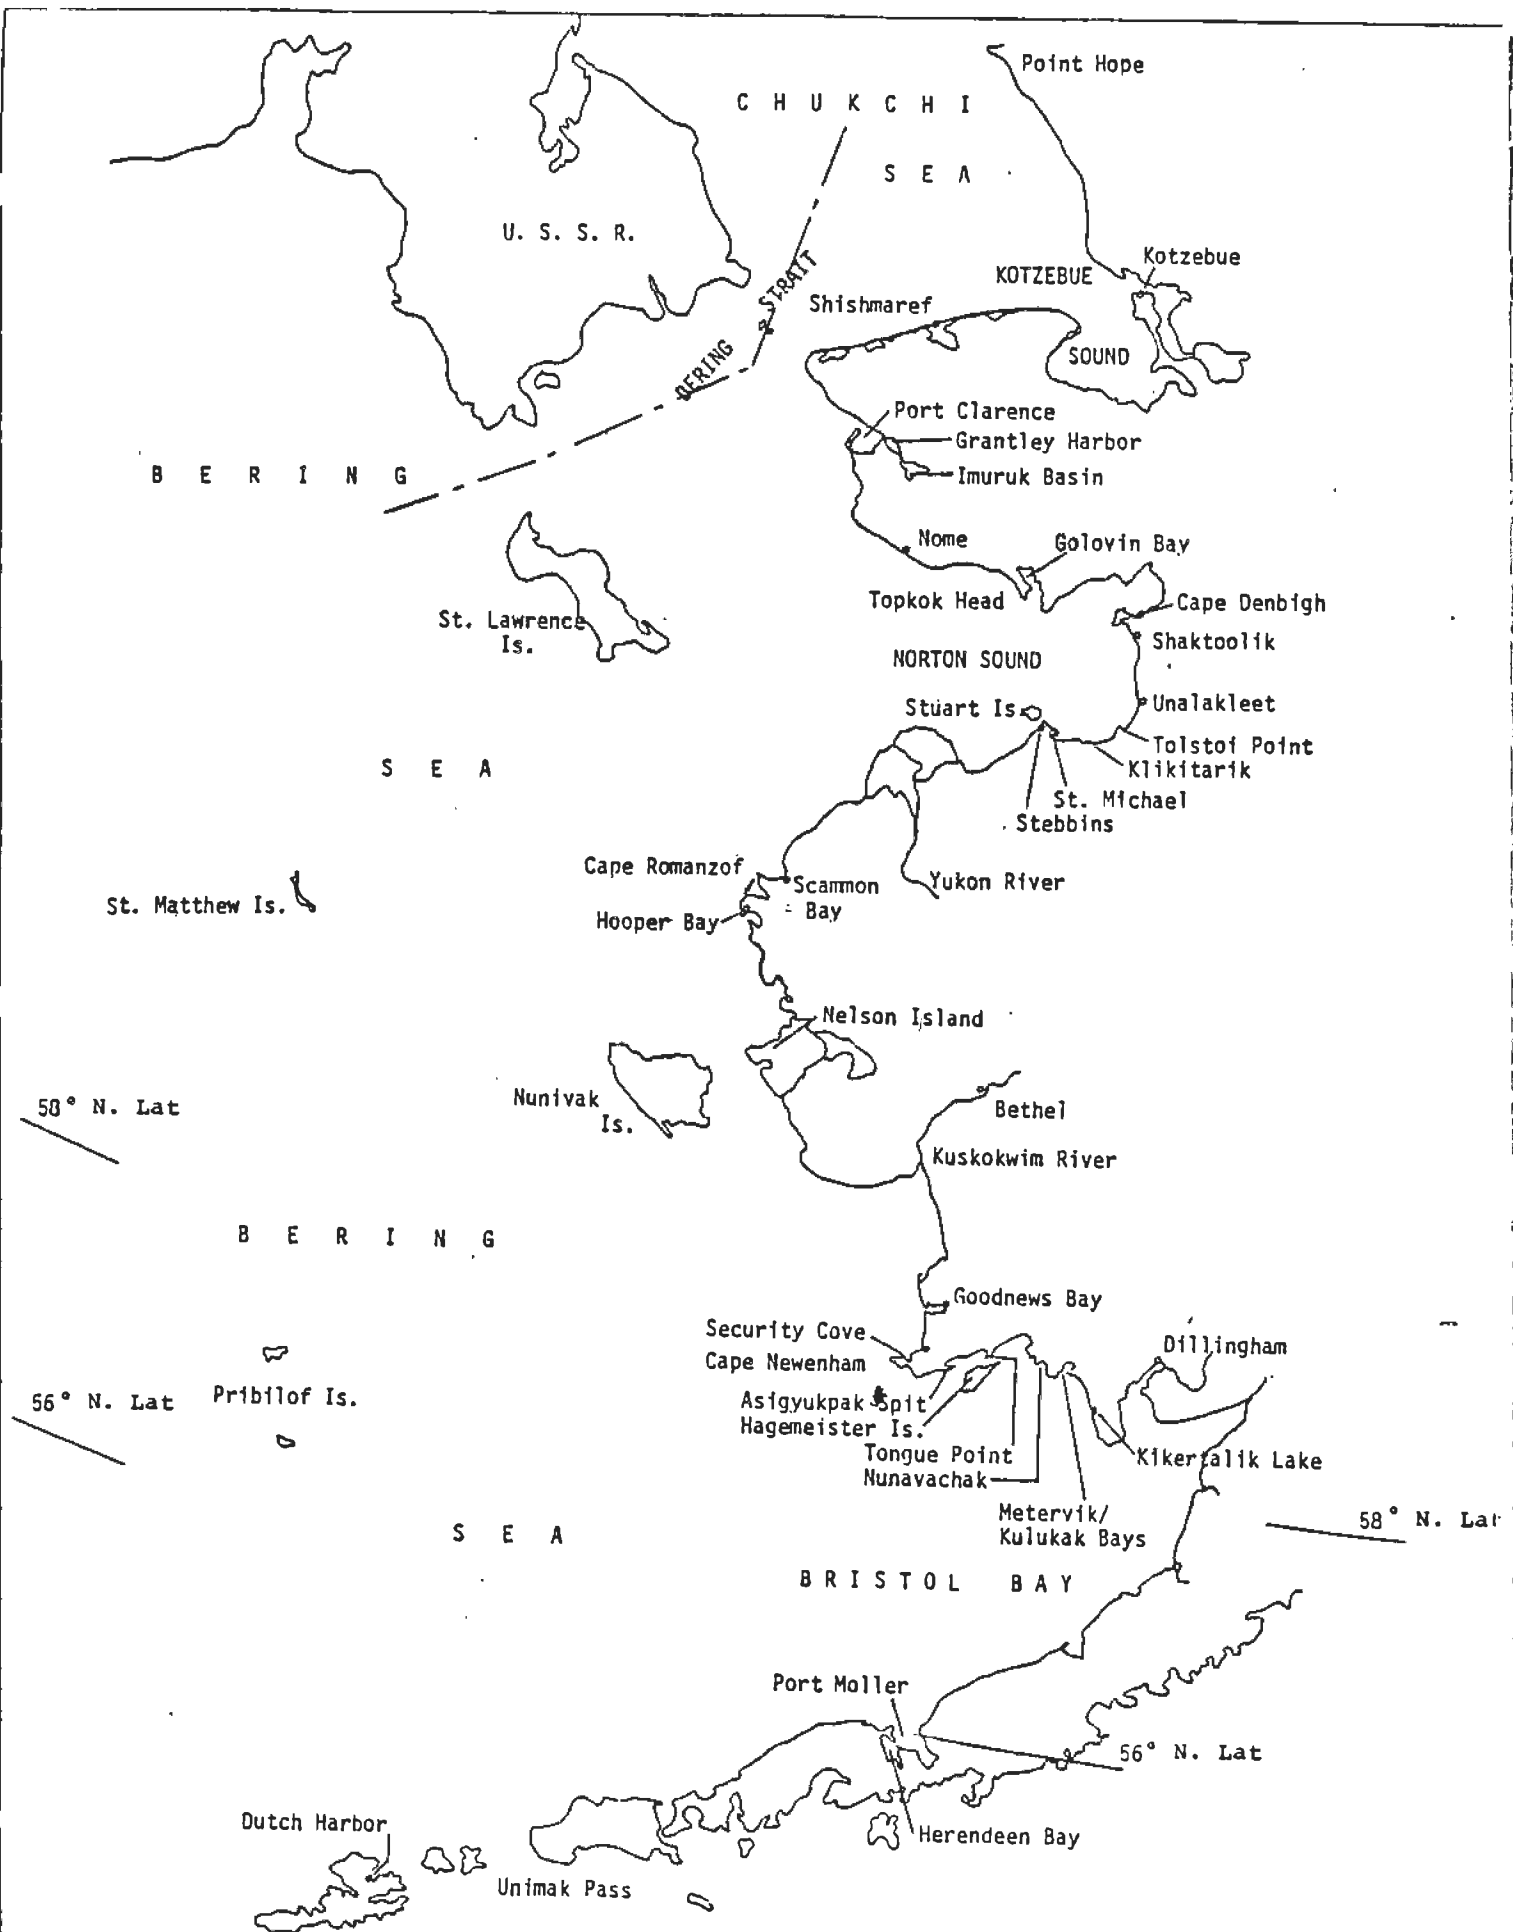 Point Hope
C H U K C H I
S E A
U. S. S. R.
Kotzebue
KOTZEBUE
STRAIT
Shishmaref
SOUND
BERING
Port Clarence
Grantley Harbor
Imuruk Basin
B E R I N G
Nome
Golovin Bay
Topkok Head
Cape Denbigh
St. Lawrence
Is.
Shaktoolik
NORTON SOUND
Stuart Is.
Unalakleet
Tolstoi Point
S E A
Klikitarik
St. Michael
Stebbins
Cape Romanzof
Scammon
Bay
Yukon River
St. Matthew Is.
Hooper Bay
Nelson Island
Nunivak
Is.
58° N. Lat
Bethel
Kuskokwim River
B E R I N G
Goodnews Bay
Security Cove
Cape Newenham
Dillingham
56° N. Lat
Pribilof Is.
Asigyukpak Spit
Hagemeister Is.
Tongue Point
Nunavachak
Kikertalik Lake
Metervik/
Kulukak Bays
58° N. Lat
S E A
B R I S T O L B A Y
Port Moller
56° N. Lat
Dutch Harbor
Herendeen Bay
Unimak Pass